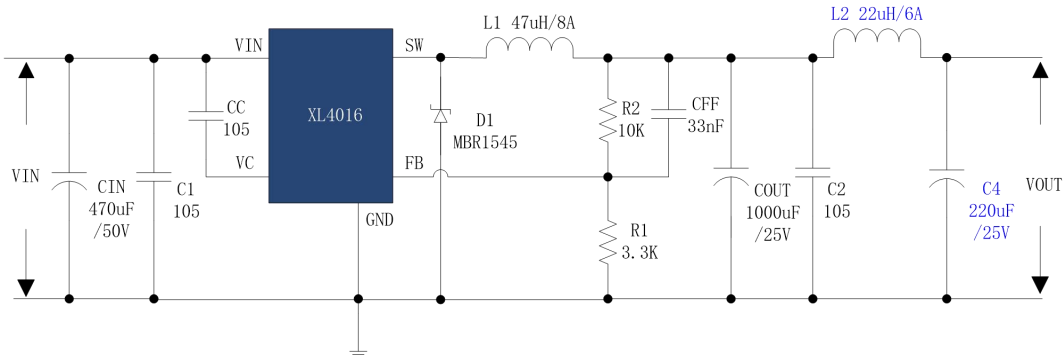 L1 47uH/8A
L2 22uH/6A
VIN
SW
CC
105
XL4016
D1
MBR1545
R2
10K
CFF
33nF
VC
FB
VIN
CIN
470uF
/50V
C1
105
GND
R1
3.3K
COUT
1000uF
/25V
C2
105
C4
220uF
/25V
VOUT